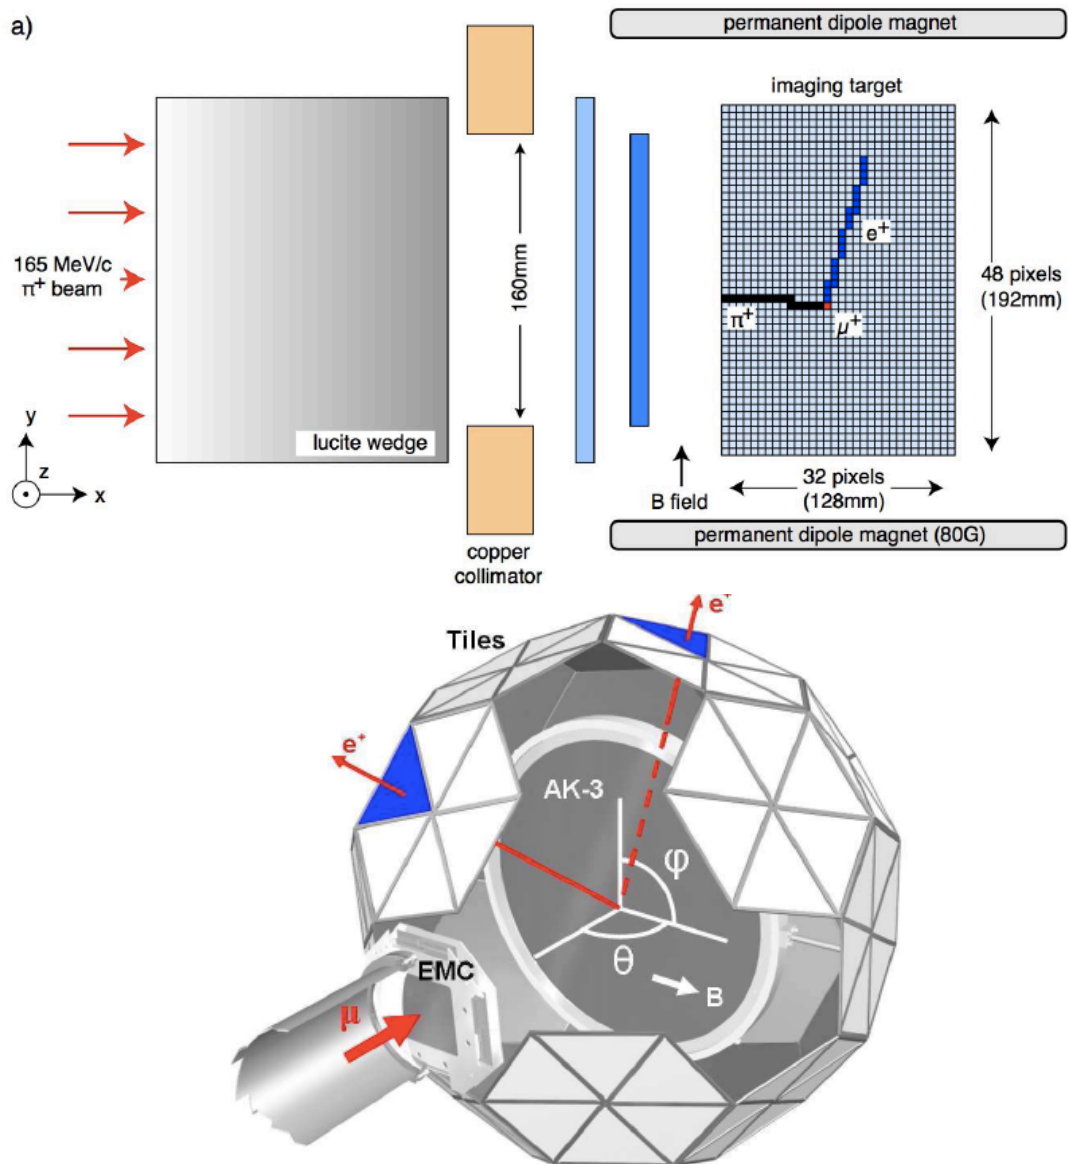 a)
permanent dipole magnet
imaging target
165 MeV/c
π⁺ beam
160mm
e⁺
π⁺
μ⁺
48 pixels
(192mm)
lucite wedge
y
z
x
B field
32 pixels
(128mm)
copper
collimator
permanent dipole magnet (80G)
e⁺
Tiles
e⁺
AK-3
φ
θ
B
EMC
μ